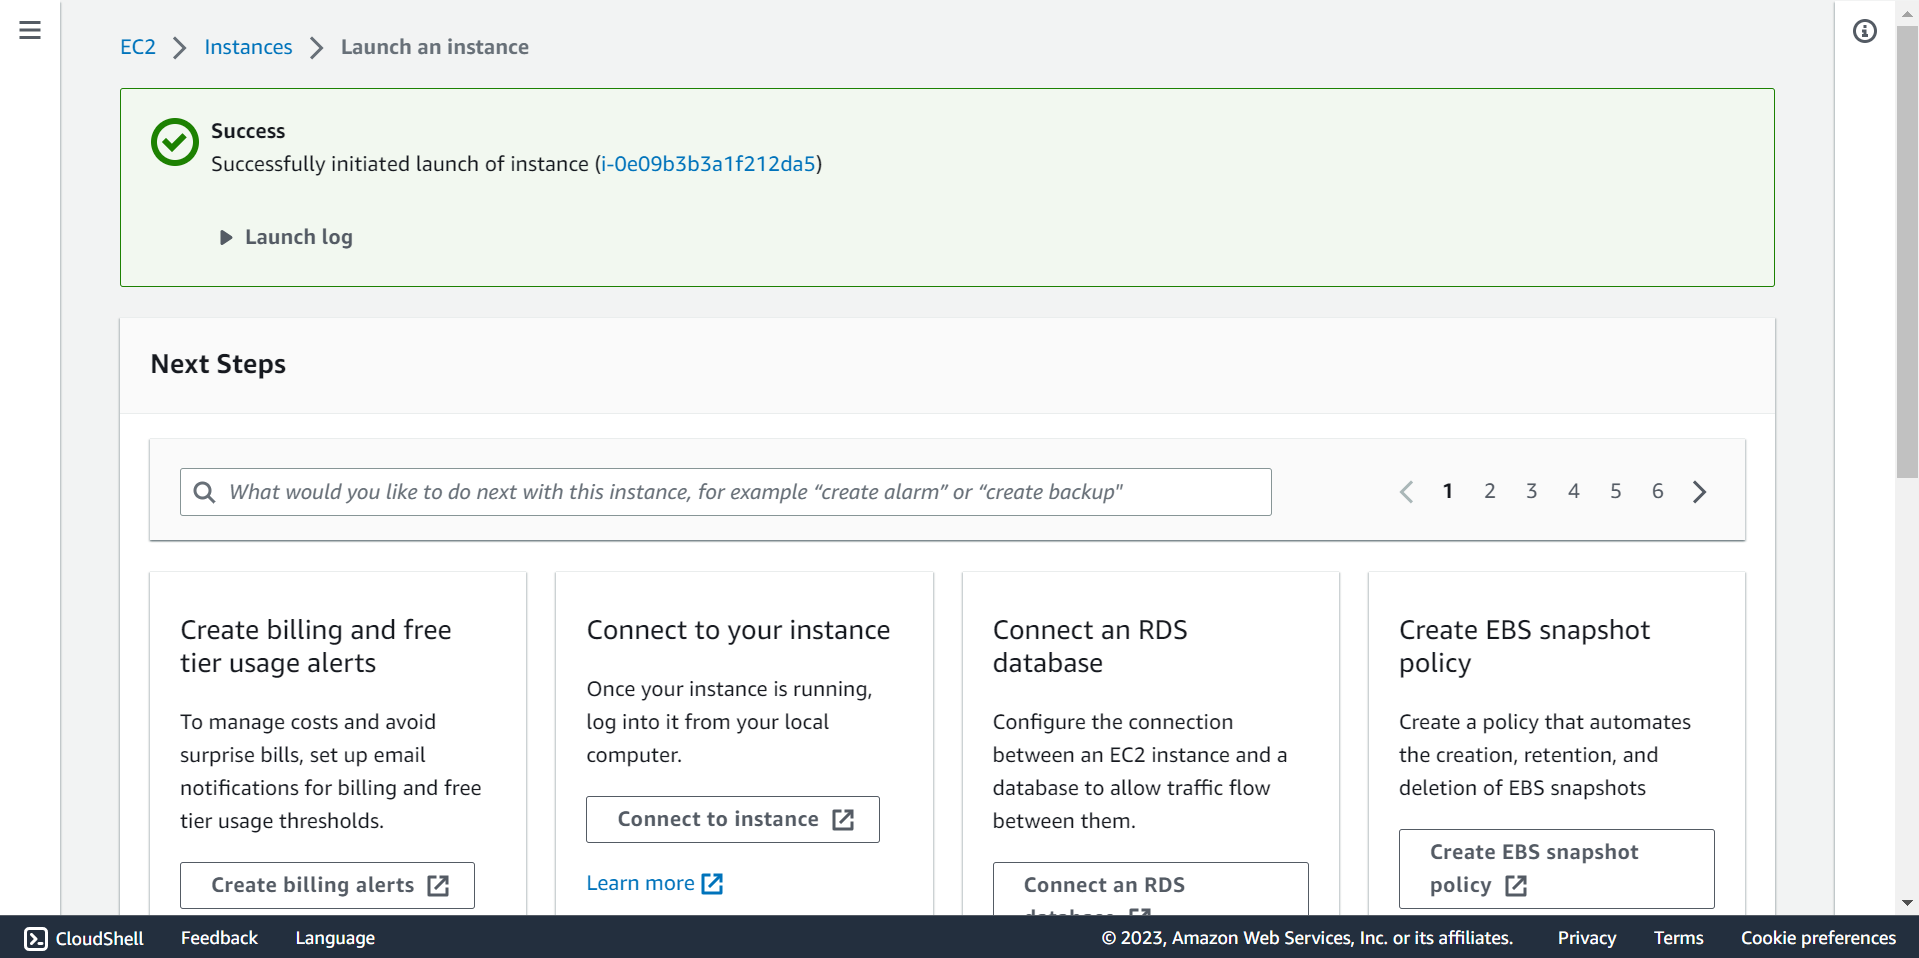 EC2 Instances Launch an instance
Success
Successfully initiated launch of instance (i-0e09b3b3a1f212da5)
Launch log
Next Steps
What would you like to do next with this instance, for example “create alarm” or “create backup"
1 2 3 4 5 6
Create billing and free
tier usage alerts
To manage costs and avoid
surprise bills, set up email
notifications for billing and free
tier usage thresholds.
Create billing alerts
Connect to your instance
Once your instance is running,
log into it from your local
computer.
Connect to instance
Learn more
Connect an RDS
database
Configure the connection
between an EC2 instance and a
database to allow traffic flow
between them.
Connect an RDS
database
Create EBS snapshot
policy
Create a policy that automates
the creation, retention, and
deletion of EBS snapshots
Create EBS snapshot
policy
CloudShell Feedback Language © 2023, Amazon Web Services, Inc. or its affiliates. Privacy Terms Cookie preferences